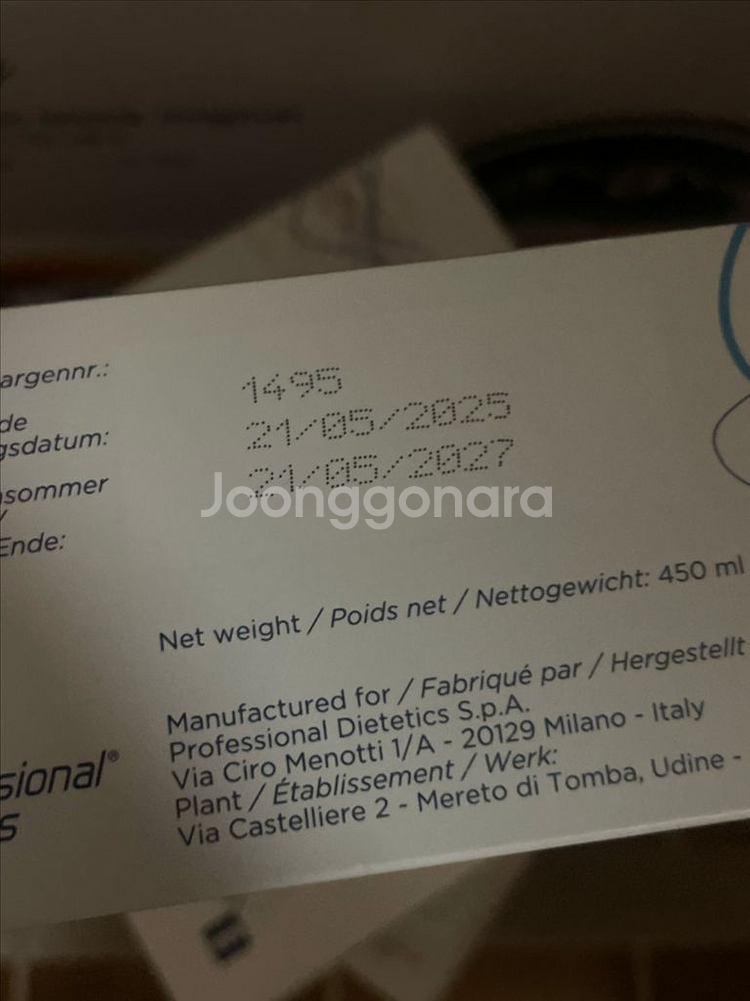 argennr.:
1495
de
gsdatum:
21/05/2025
sommer
21/05/2027
Ende:
Joonggonara
Net weight / Poids net / Nettogewicht: 450 ml
Manufactured for / Fabriqué par / Hergestellt
Professional Dietetics S.p.A.
Via Ciro Menotti 1/A - 20129 Milano - Italy
Plant / Établissement / Werk:
Via Castelliere 2 - Mereto di Tomba, Udine -
sional®
s